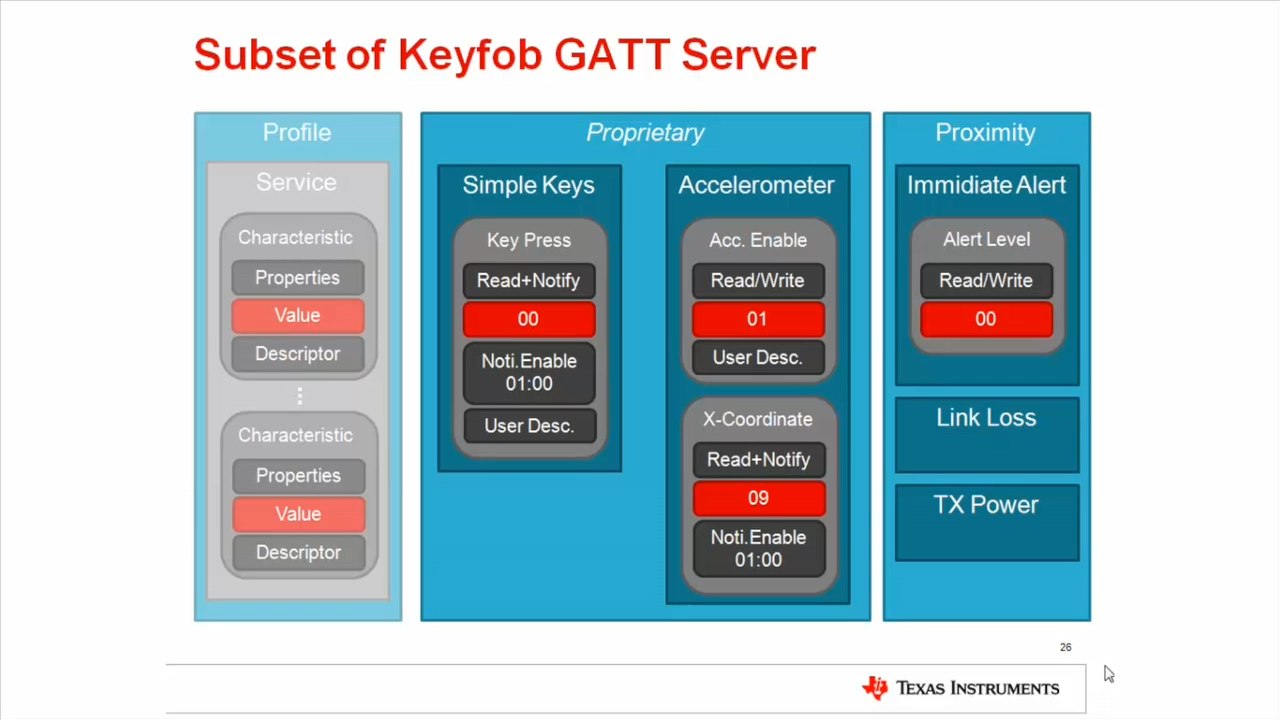 Subset of Keyfob GATT Server
Profile
Service
Characteristic
Properties
Value
Descriptor
Characteristic
Properties
Value
Descriptor
Proprietary
Simple Keys
Key Press
Read+Notify
00
Noti.Enable
01:00
User Desc.
Accelerometer
Acc. Enable
Read/Write
01
User Desc.
X-Coordinate
Read+Notify
09
Noti.Enable
01:00
Proximity
Immidiate Alert
Alert Level
Read/Write
00
Link Loss
TX Power
26
TEXAS INSTRUMENTS